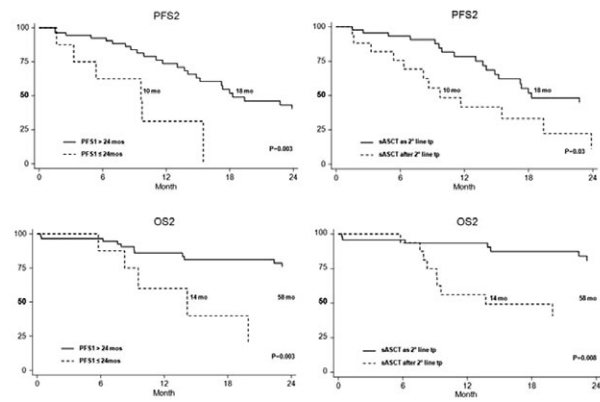 PFS2
100
75
50
25
0
10 mo
18 mo
PFS1 > 24 mos
PFS1 ≤ 24mos
P=0.003
0 6 12 18 24
Month
PFS2
100
75
50
25
0
10 mo
18 mo
sASCT as 2° line tp
sASCT after 2° line tp
P=0.03
0 6 12 18 24
Month
OS2
100
75
50
25
0
14 mo
58 mo
PFS1 > 24 mos
PFS1 ≤ 24mos
P=0.003
0 6 12 18 24
Month
OS2
100
75
50
25
0
14 mo
58 mo
sASCT as 2° line tp
sASCT after 2° line tp
P=0.008
0 6 12 18 24
Month